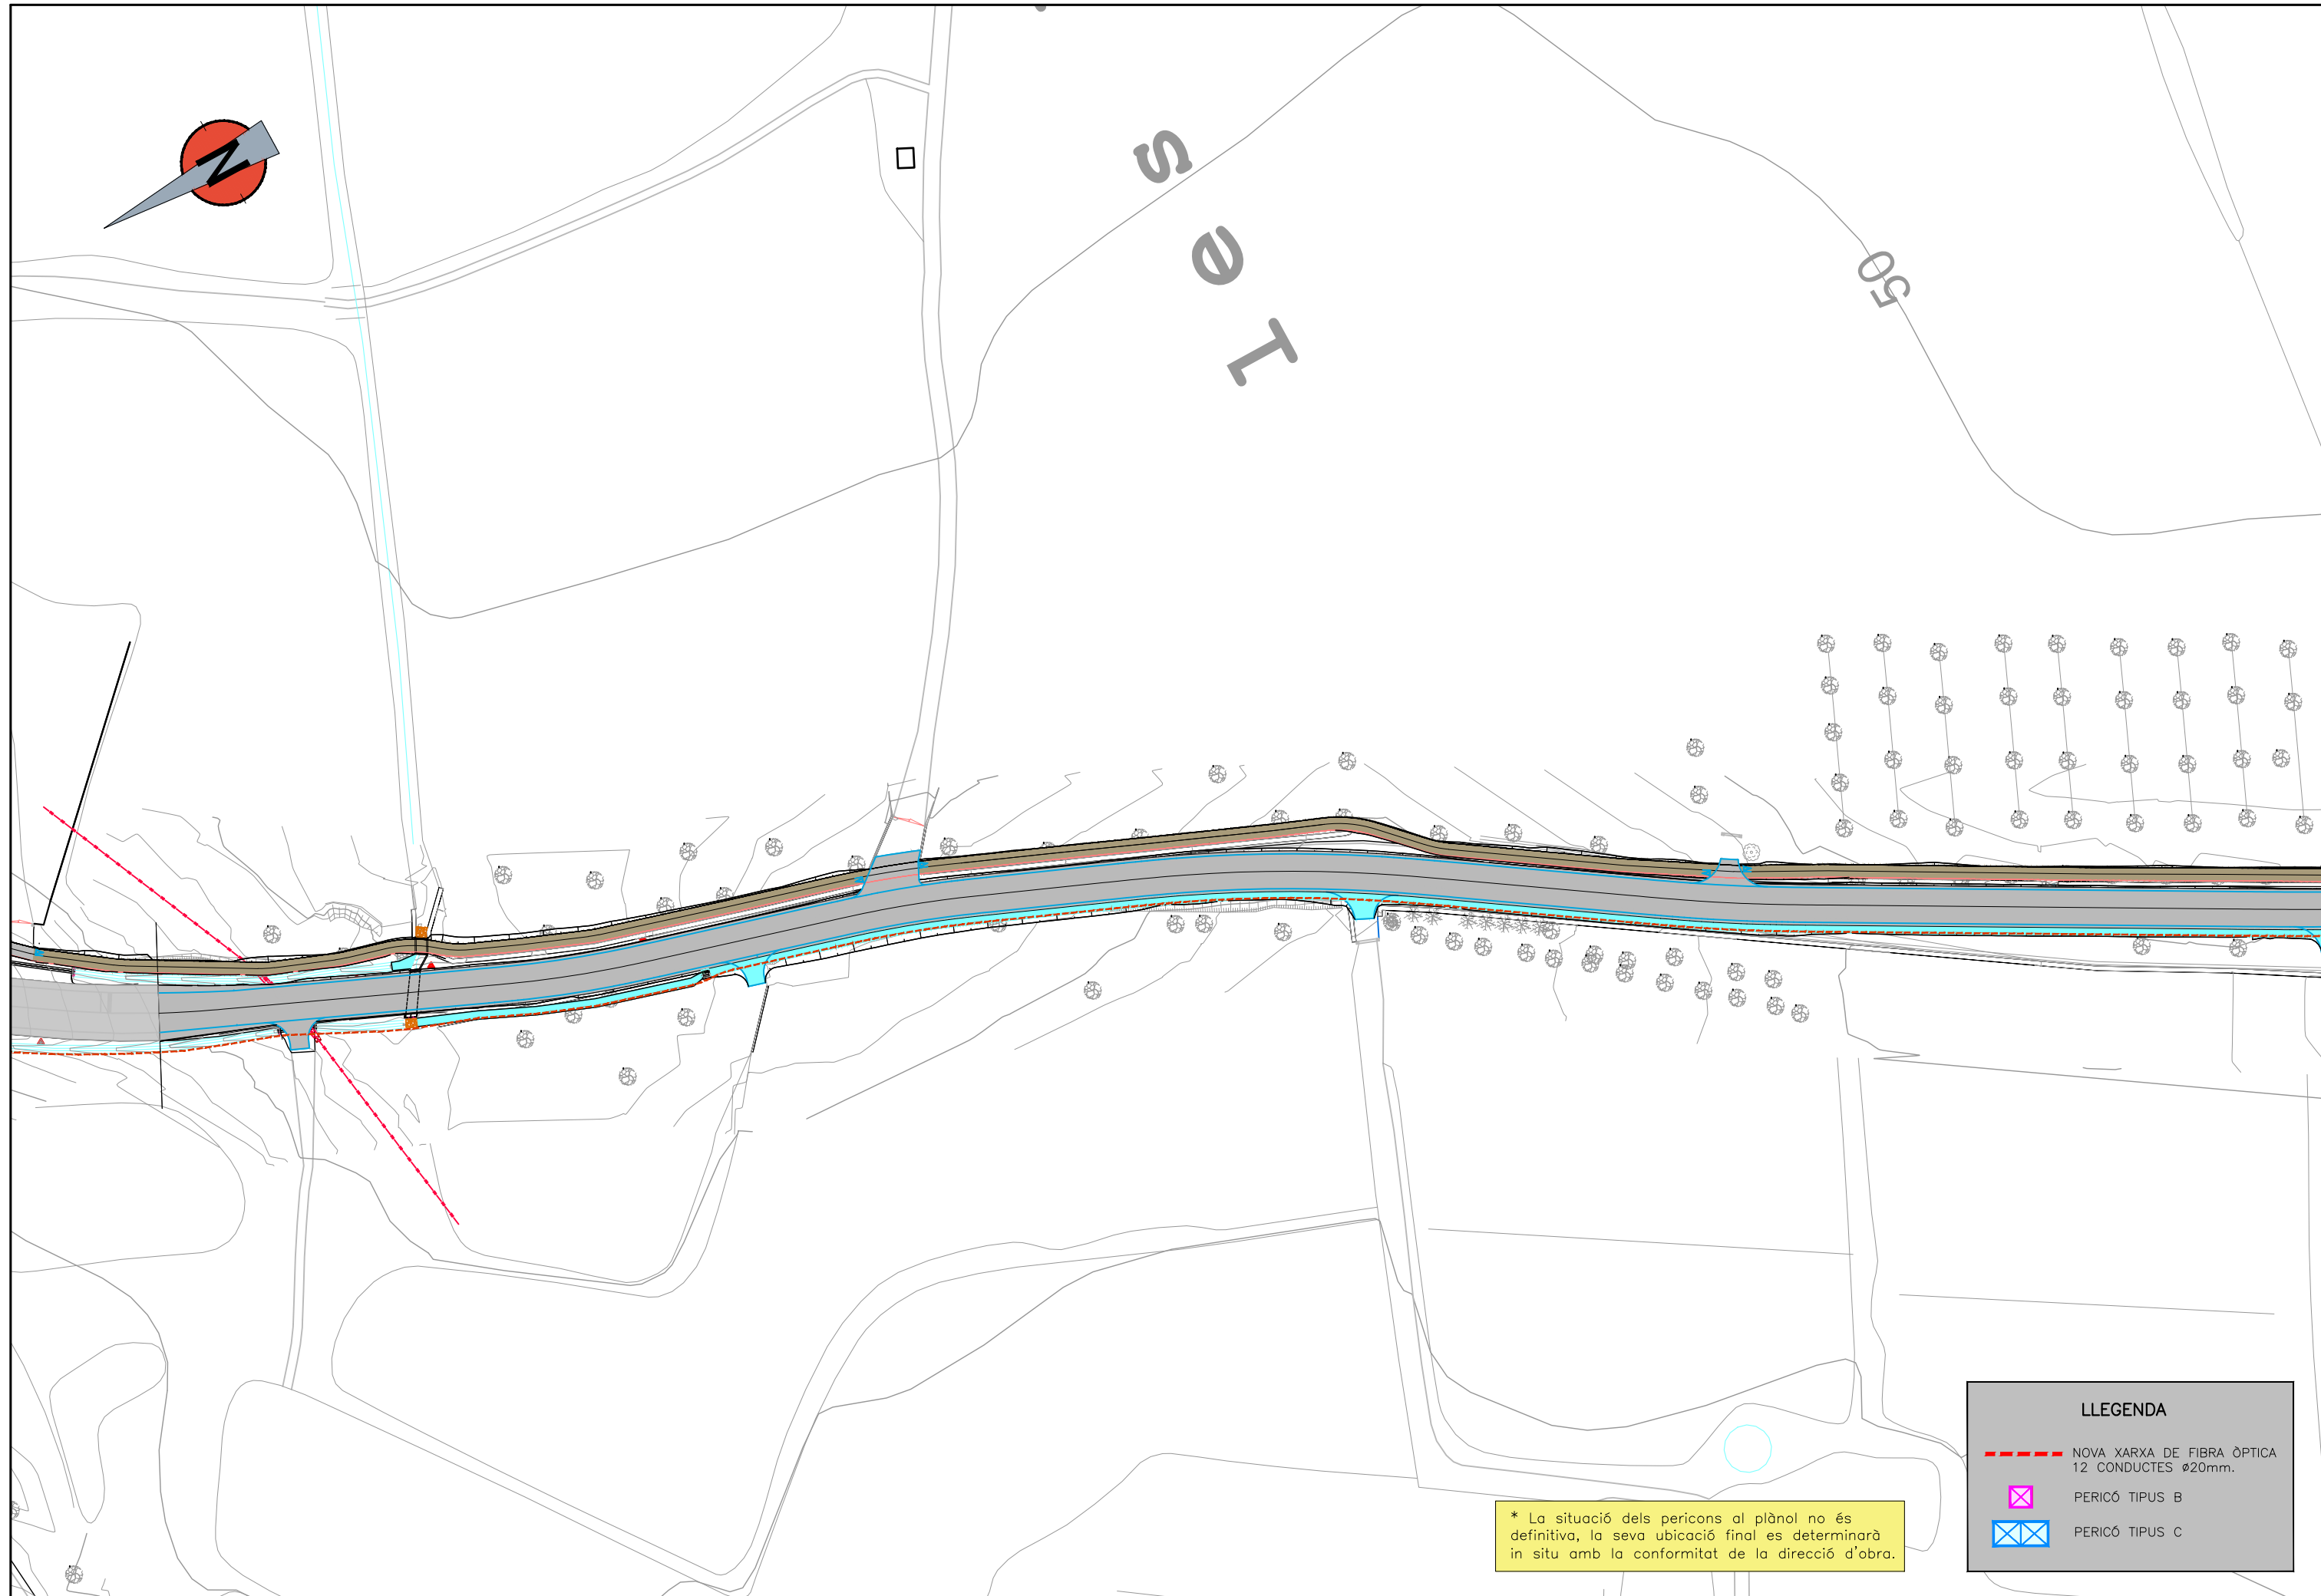 N
s
e
l
50
LLEGENDA
NOVA XARXA DE FIBRA ÒPTICA
12 CONDUCTES ø20mm.
PERICÓ TIPUS B
PERICÓ TIPUS C
* La situació dels pericons al plànol no és
definitiva, la seva ubicació final es determinarà
in situ amb la conformitat de la direcció d'obra.